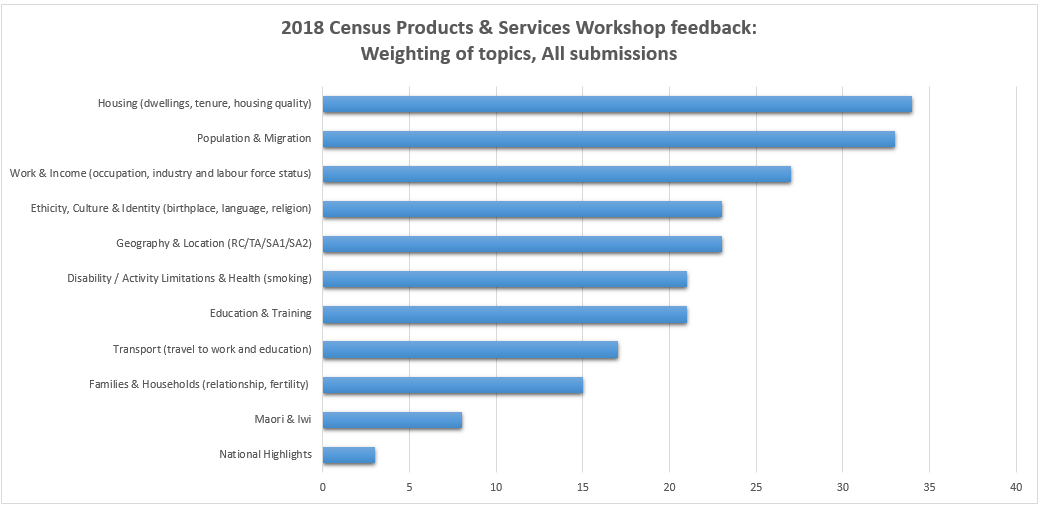 2018 Census Products & Services Workshop feedback:
Weighting of topics, All submissions
Housing (dwellings, tenure, housing quality)
Population & Migration
Work & Income (occupation, industry and labour force status)
Ethicity, Culture & Identity (birthplace, language, religion)
Geography & Location (RC/TA/SA1/SA2)
Disability / Activity Limitations & Health (smoking)
Education & Training
Transport (travel to work and education)
Families & Households (relationship, fertility)
Maori & Iwi
National Highlights
0 5 10 15 20 25 30 35 40